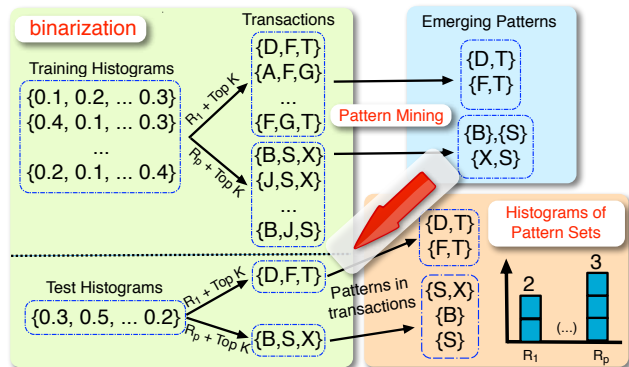 binarization
Training Histograms
{0.1, 0.2, ... 0.3}
{0.4, 0.1, ... 0.3}
...
{0.2, 0.1, ... 0.4}
R1 + Top K
Rp + Top K
Transactions
{D,F,T}
{A,F,G}
...
{F,G,T}
{B,S,X}
{J,S,X}
...
{B,J,S}
Pattern Mining
Emerging Patterns
{D,T}
{F,T}
{B},{S}
{X,S}
Test Histograms
{0.3, 0.5, ... 0.2}
R1 + Top K
Rp + Top K
{D,F,T}
{B,S,X}
Patterns in
transactions
{D,T}
{F,T}
{S,X}
{B}
{S}
Histograms of
Pattern Sets
2
3
(...)
R1
Rp